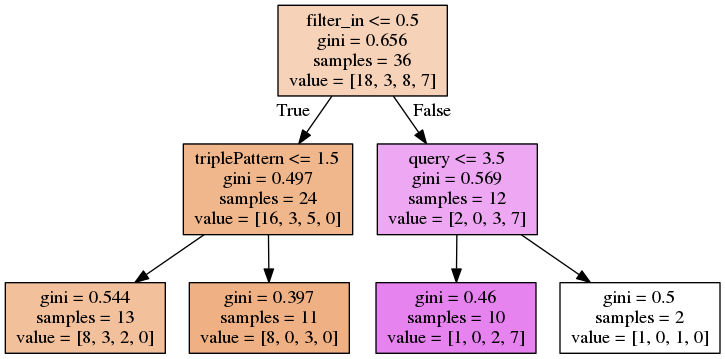 filter_in <= 0.5
gini = 0.656
samples = 36
value = [18, 3, 8, 7]
True
False
triplePattern <= 1.5
gini = 0.497
samples = 24
value = [16, 3, 5, 0]
query <= 3.5
gini = 0.569
samples = 12
value = [2, 0, 3, 7]
gini = 0.544
samples = 13
value = [8, 3, 2, 0]
gini = 0.397
samples = 11
value = [8, 0, 3, 0]
gini = 0.46
samples = 10
value = [1, 0, 2, 7]
gini = 0.5
samples = 2
value = [1, 0, 1, 0]